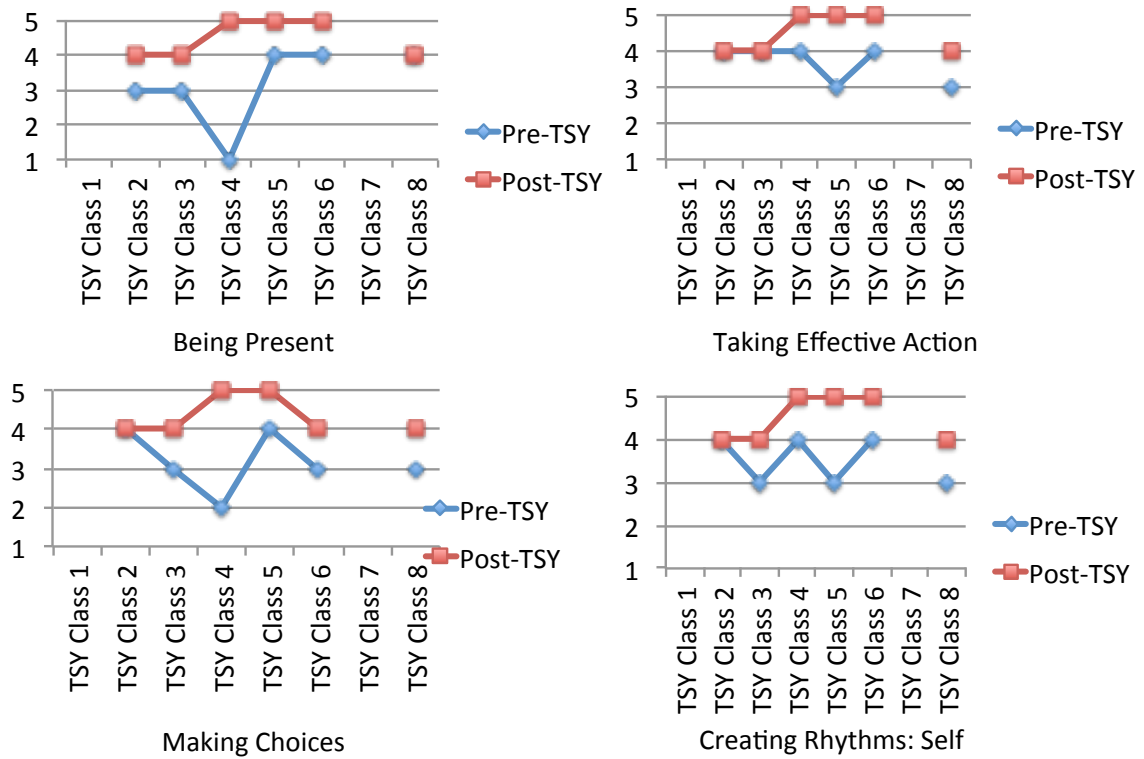 5
4
3
2
1
Pre-TSY
Post-TSY
TSY Class 1
TSY Class 2
TSY Class 3
TSY Class 4
TSY Class 5
TSY Class 6
TSY Class 7
TSY Class 8
Being Present
5
4
3
2
1
Pre-TSY
Post-TSY
TSY Class 1
TSY Class 2
TSY Class 3
TSY Class 4
TSY Class 5
TSY Class 6
TSY Class 7
TSY Class 8
Taking Effective Action
5
4
3
2
1
Pre-TSY
Post-TSY
TSY Class 1
TSY Class 2
TSY Class 3
TSY Class 4
TSY Class 5
TSY Class 6
TSY Class 7
TSY Class 8
Making Choices
5
4
3
2
1
Pre-TSY
Post-TSY
TSY Class 1
TSY Class 2
TSY Class 3
TSY Class 4
TSY Class 5
TSY Class 6
TSY Class 7
TSY Class 8
Creating Rhythms: Self